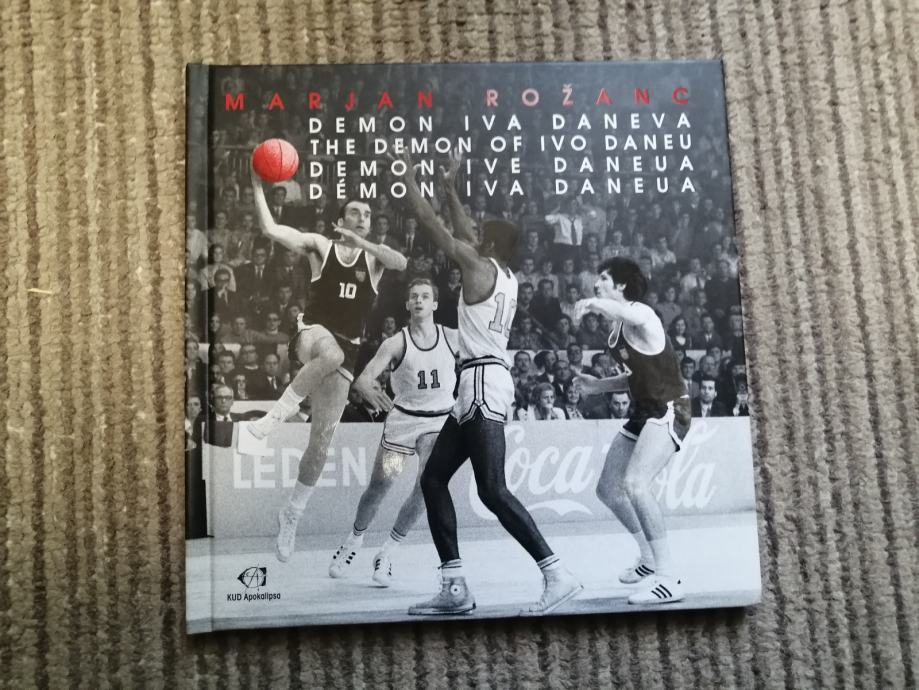 MARJAN ROŽANC
DEMON IVA DANEVA
THE DEMON OF IVO DANEU
DEMON IVE DANEUA
DÉMON IVA DANEUA
10
11
1
LEDEN
Coca Cola
KUD Apokalipsa